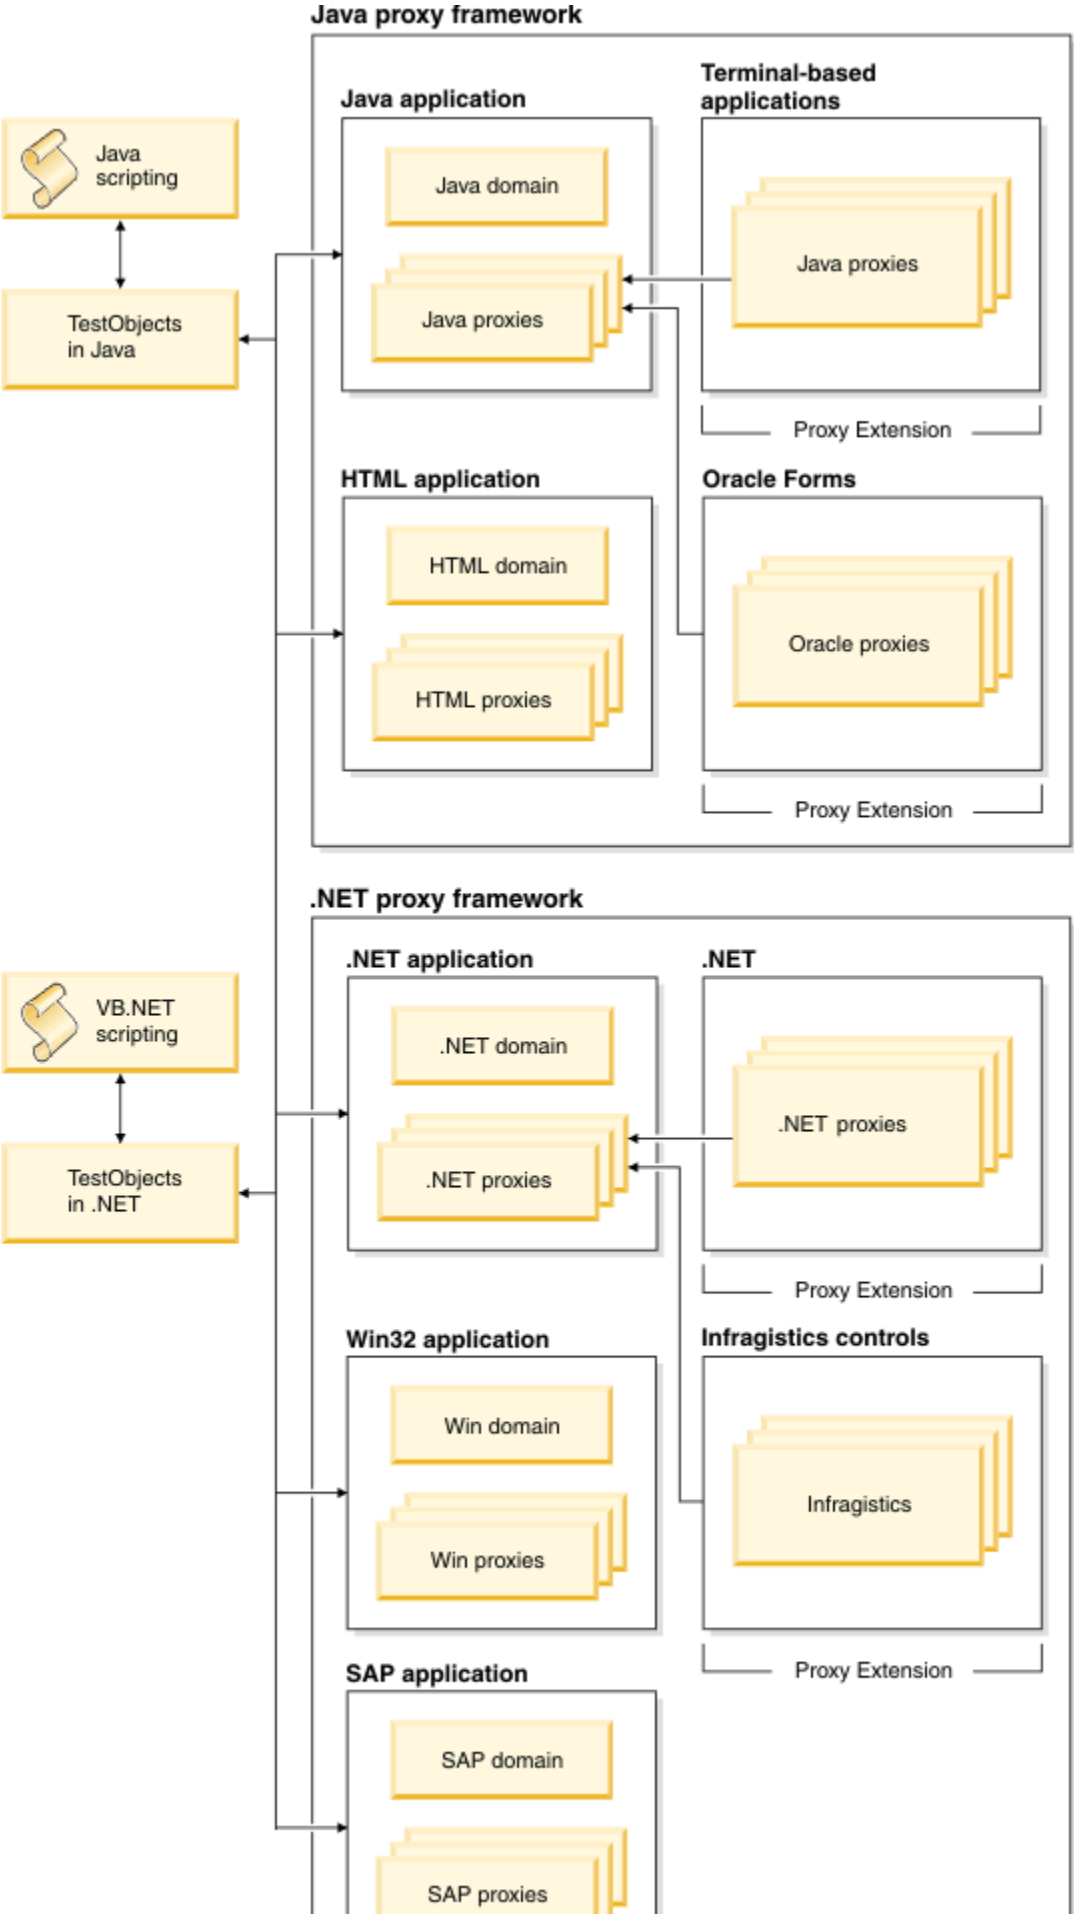 Java proxy framework
Java application
Terminal-based
applications
Java
scripting
Java domain
Java proxies
Java proxies
TestObjects
in Java
Proxy Extension
HTML application
Oracle Forms
HTML domain
Oracle proxies
HTML proxies
Proxy Extension
.NET proxy framework
.NET application
.NET
VB.NET
scripting
.NET domain
.NET proxies
.NET proxies
TestObjects
in .NET
Proxy Extension
Win32 application
Infragistics controls
Win domain
Infragistics
Win proxies
Proxy Extension
SAP application
SAP domain
SAP proxies